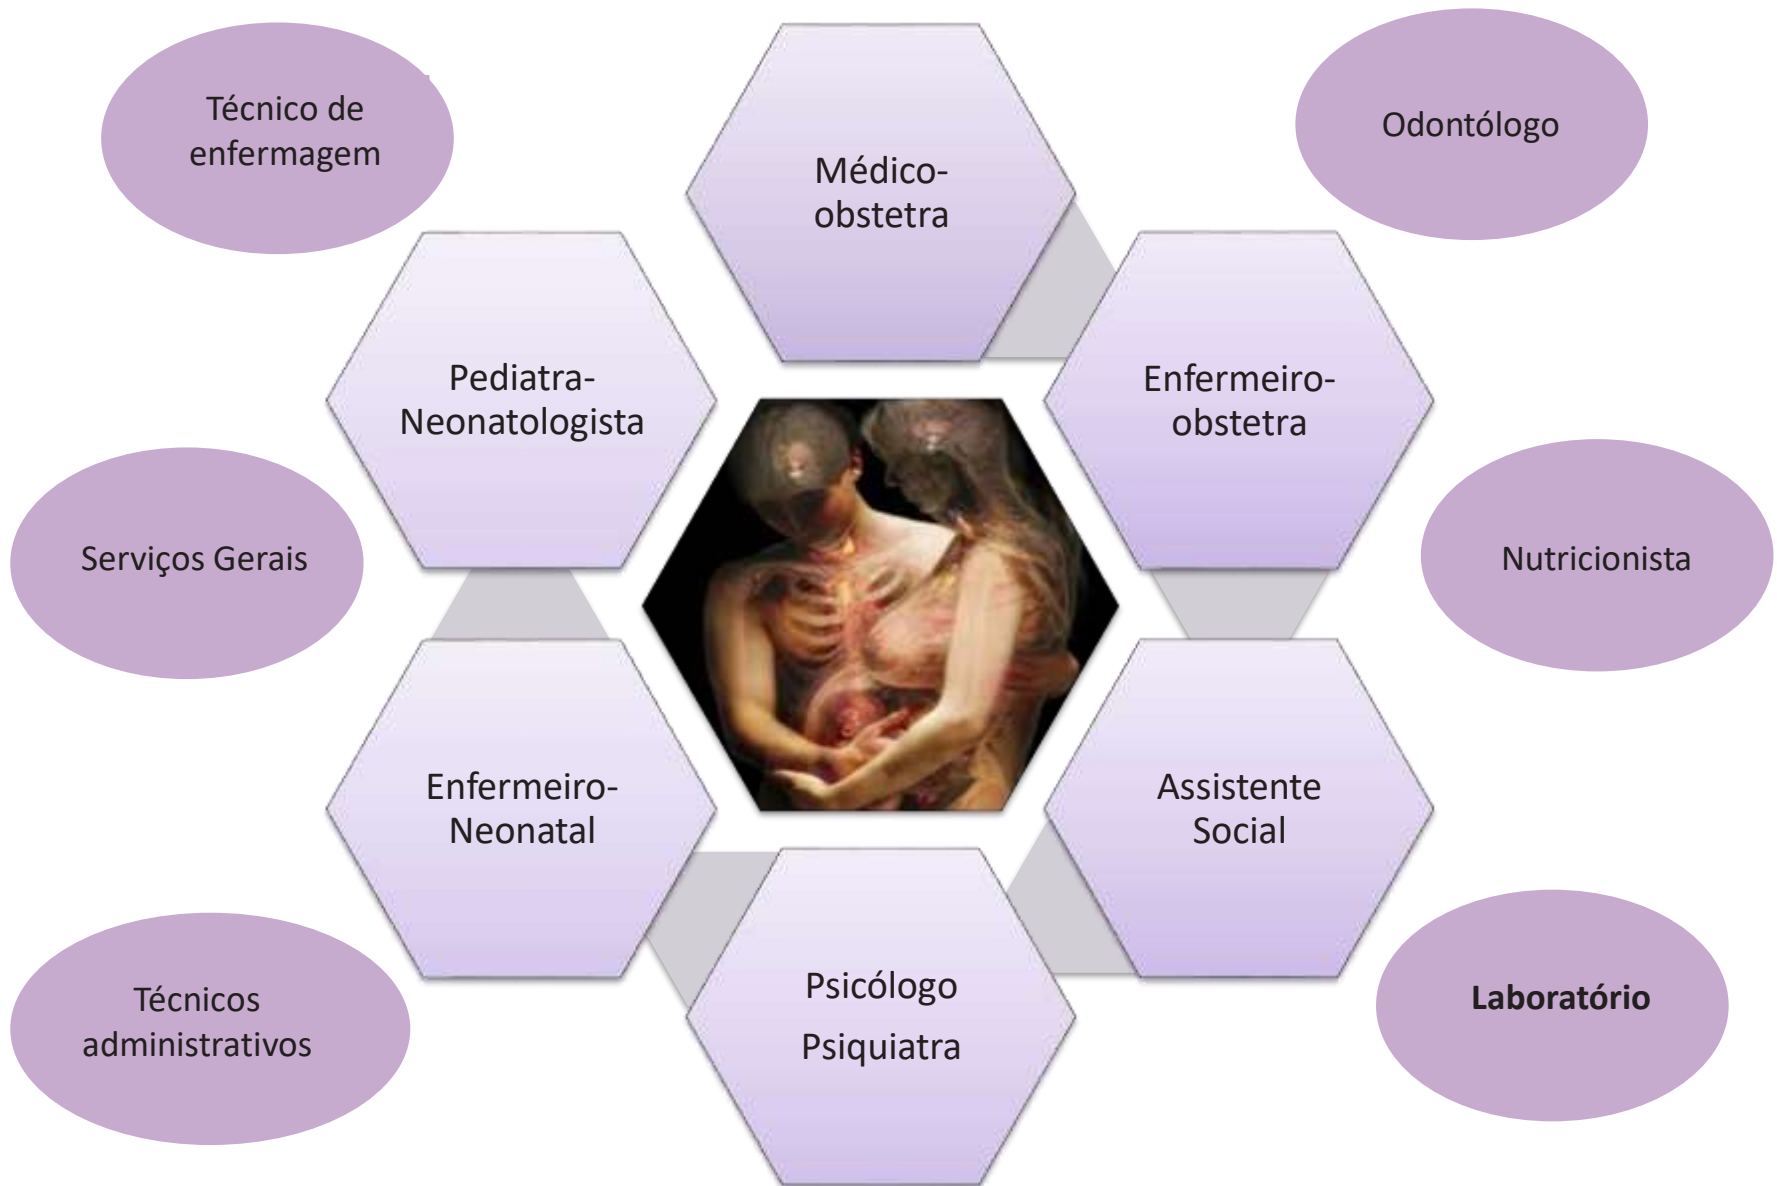 Técnico de
enfermagem
Médico-
obstetra
Odontólogo
Pediatra-
Neonatologista
Enfermeiro-
obstetra
Serviços Gerais
Nutricionista
Enfermeiro-
Neonatal
Assistente
Social
Técnicos
administrativos
Psicólogo
Psiquiatra
Laboratório